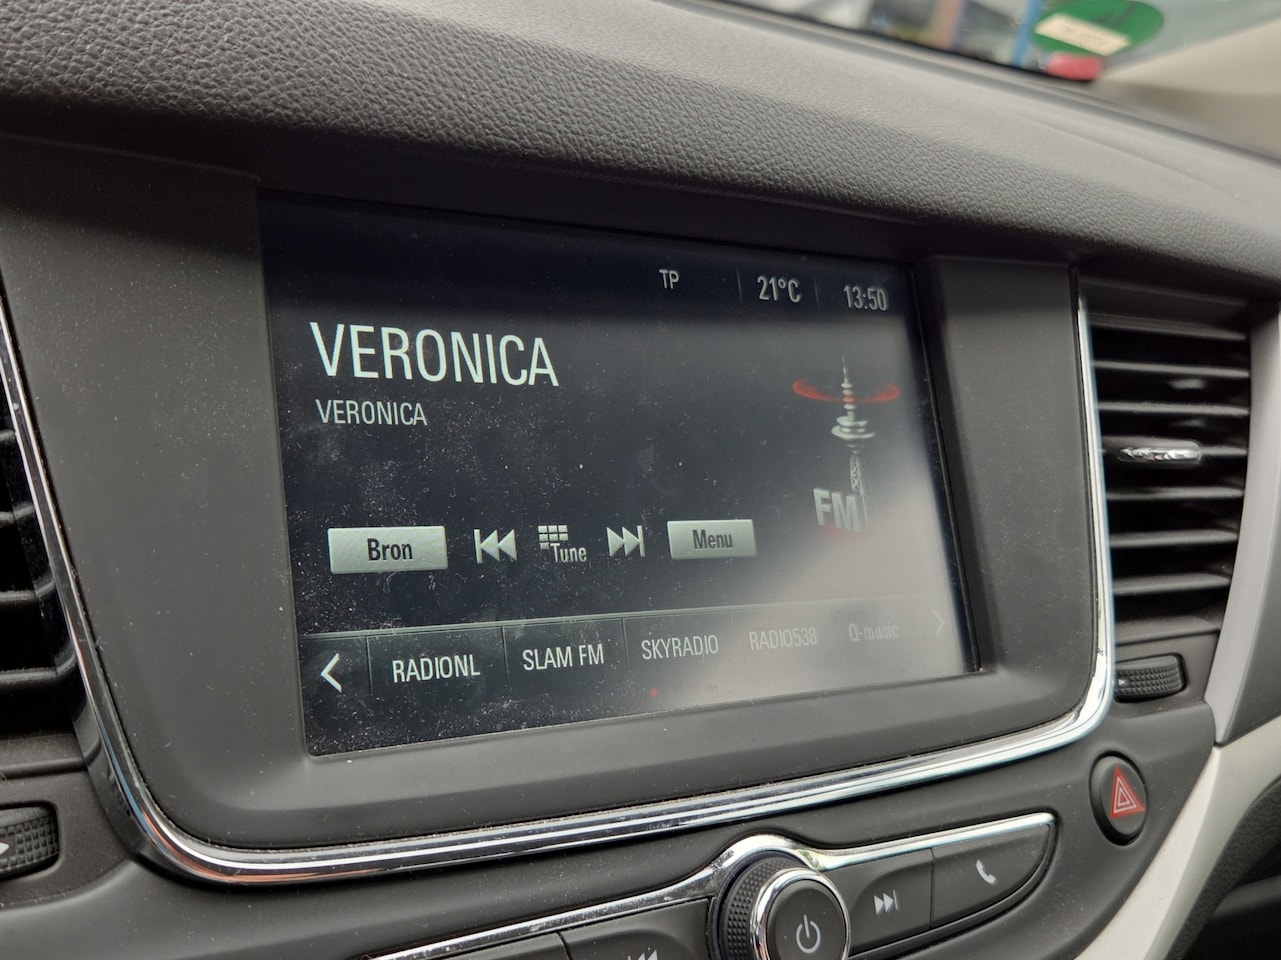 TP 21°C 13:50
VERONICA
VERONICA
FM
Bron Tune Menu
RADIONL SLAM FM SKYRADIO RADIO538 Q-music